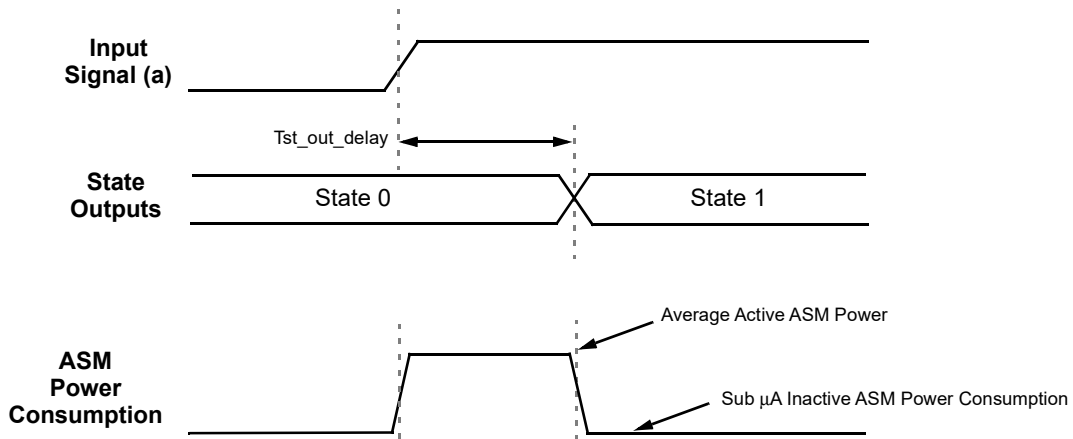 Input
Signal (a)
Tst_out_delay
State
Outputs
State 0
State 1
Average Active ASM Power
ASM
Power
Consumption
Sub μA Inactive ASM Power Consumption